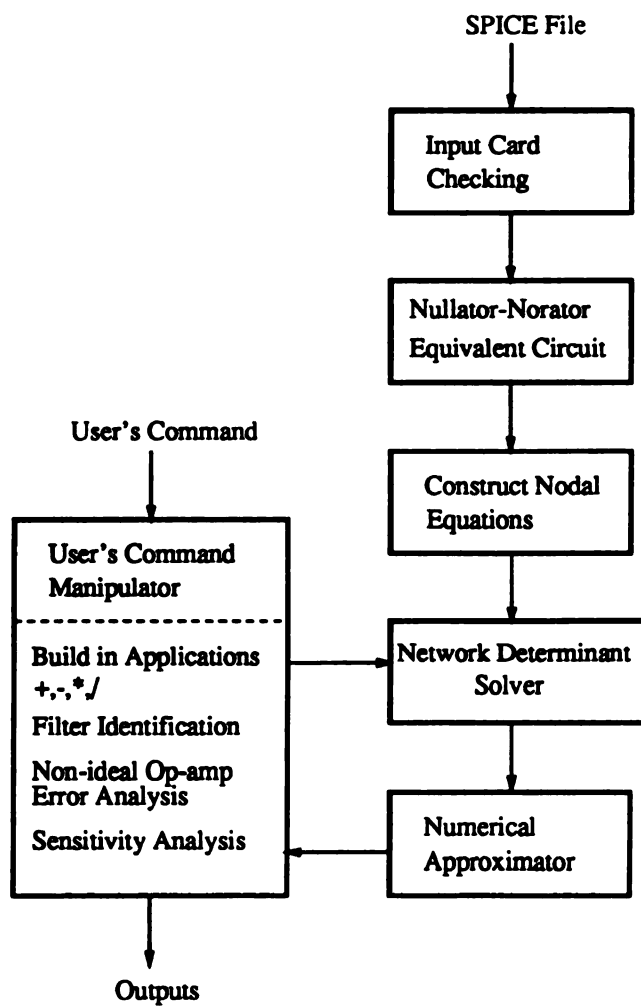 SPICE File
Input Card
Checking
Nullator-Norator
Equivalent Circuit
User's Command
Construct Nodal
Equations
User's Command
Manipulator
Build in Applications
+,-,*,/
Filter Identification
Non-ideal Op-amp
Error Analysis
Sensitivity Analysis
Network Determinant
Solver
Numerical
Approximator
Outputs